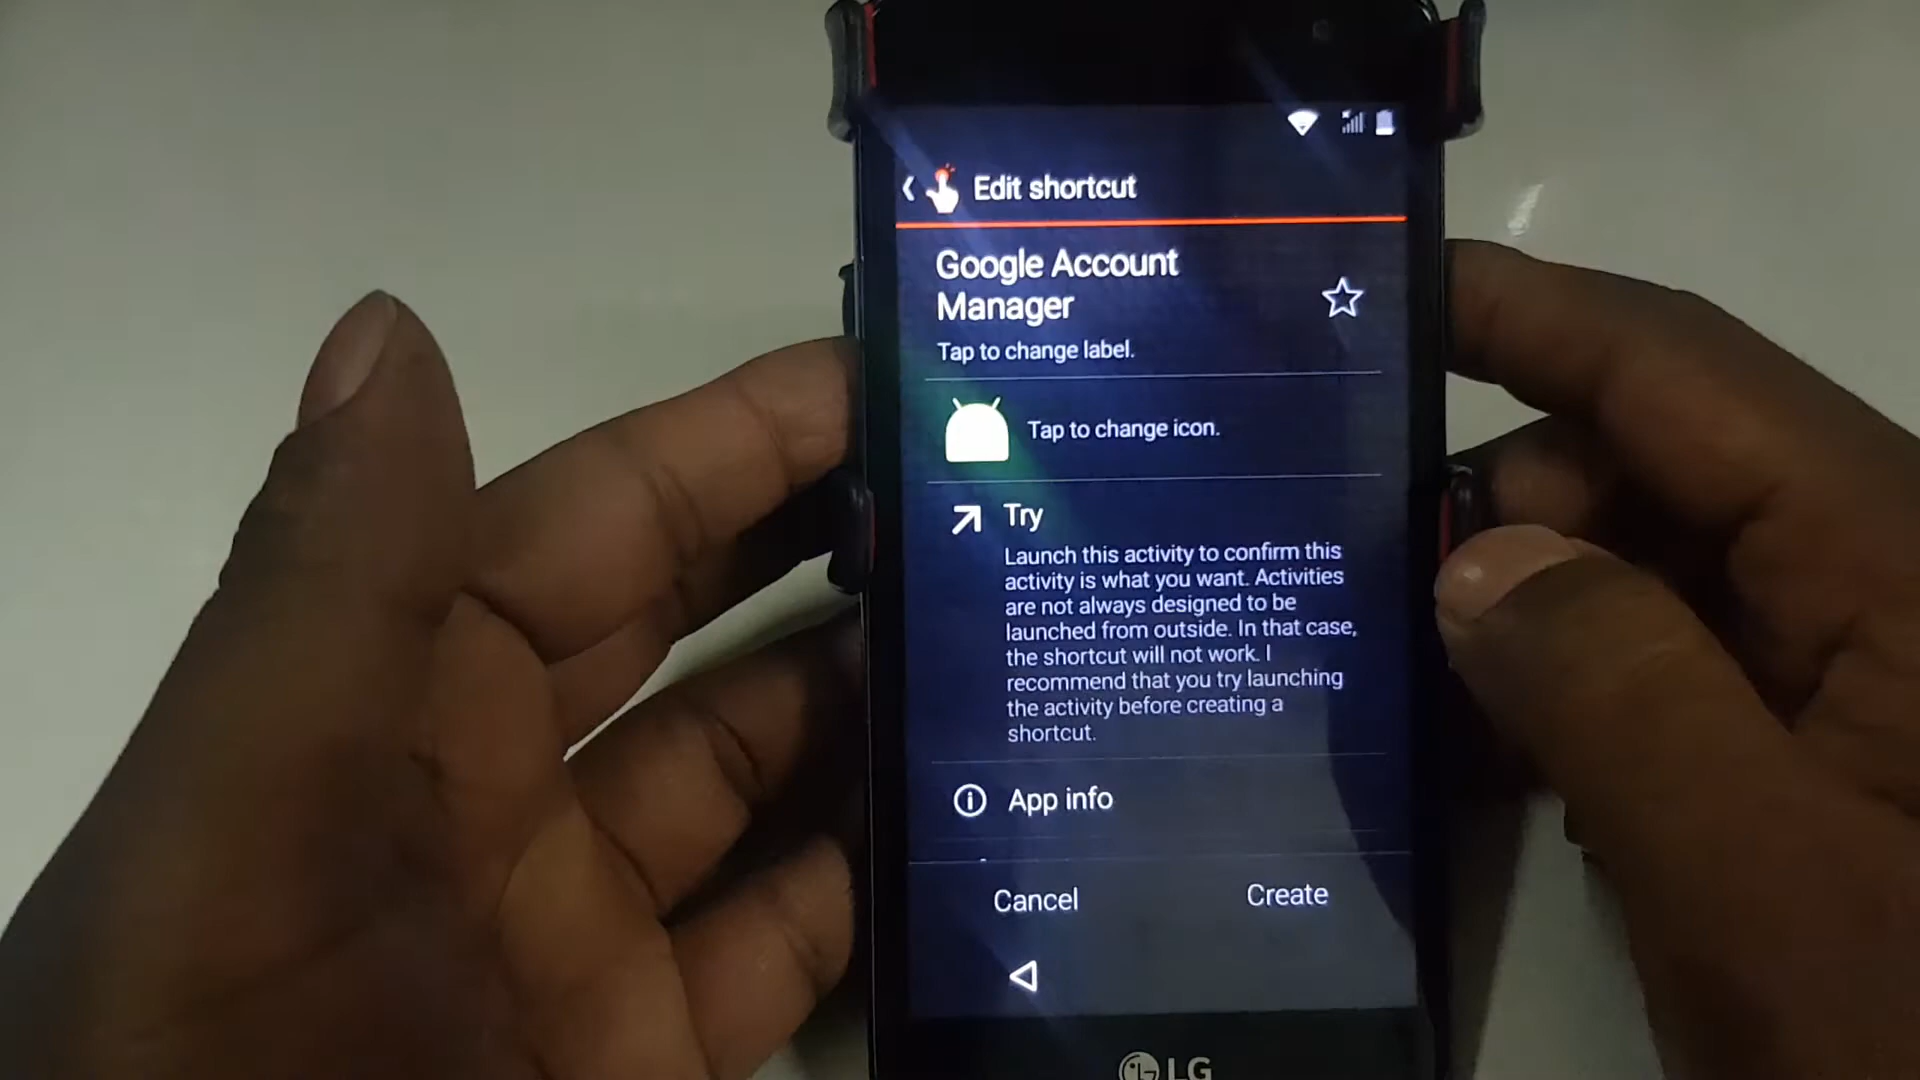 Edit shortcut
Google Account
Manager
Tap to change label.
Tap to change icon.
Try
Launch this activity to confirm this
activity is what you want. Activities
are not always designed to be
launched from outside. In that case,
the shortcut will not work. I
recommend that you try launching
the activity before creating a
shortcut.
App info
Cancel
Create
LG